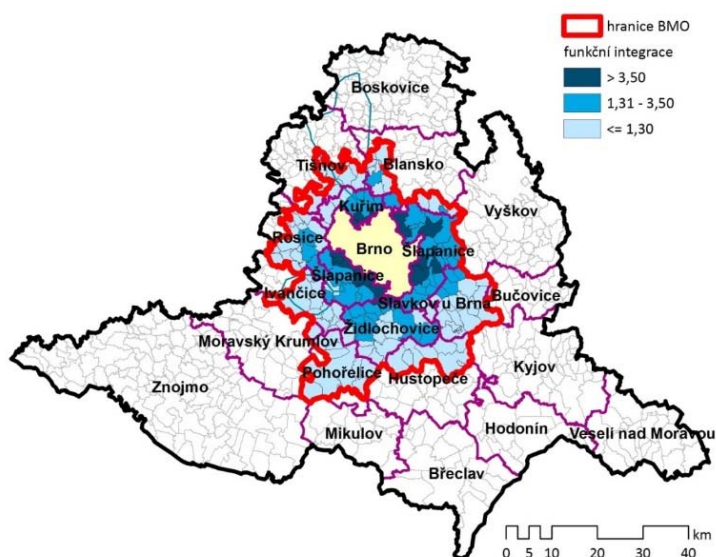 hranice BMO
funkční integrace
> 3,50
1,31 - 3,50
<= 1,30
Boskovice
Tišnov
Blansko
Vyškov
Kuřim
Rosice
Brno
Šlapanice
Šlapanice
Ivančice
Slavkov u Brna
Bučovice
Židlochovice
Moravský Krumlov
Kyjov
Znojmo
Pohořelice
Hustopeče
Mikulov
Hodonín
Veselí nad Moravou
Břeclav
km
0 5 10 20 30 40